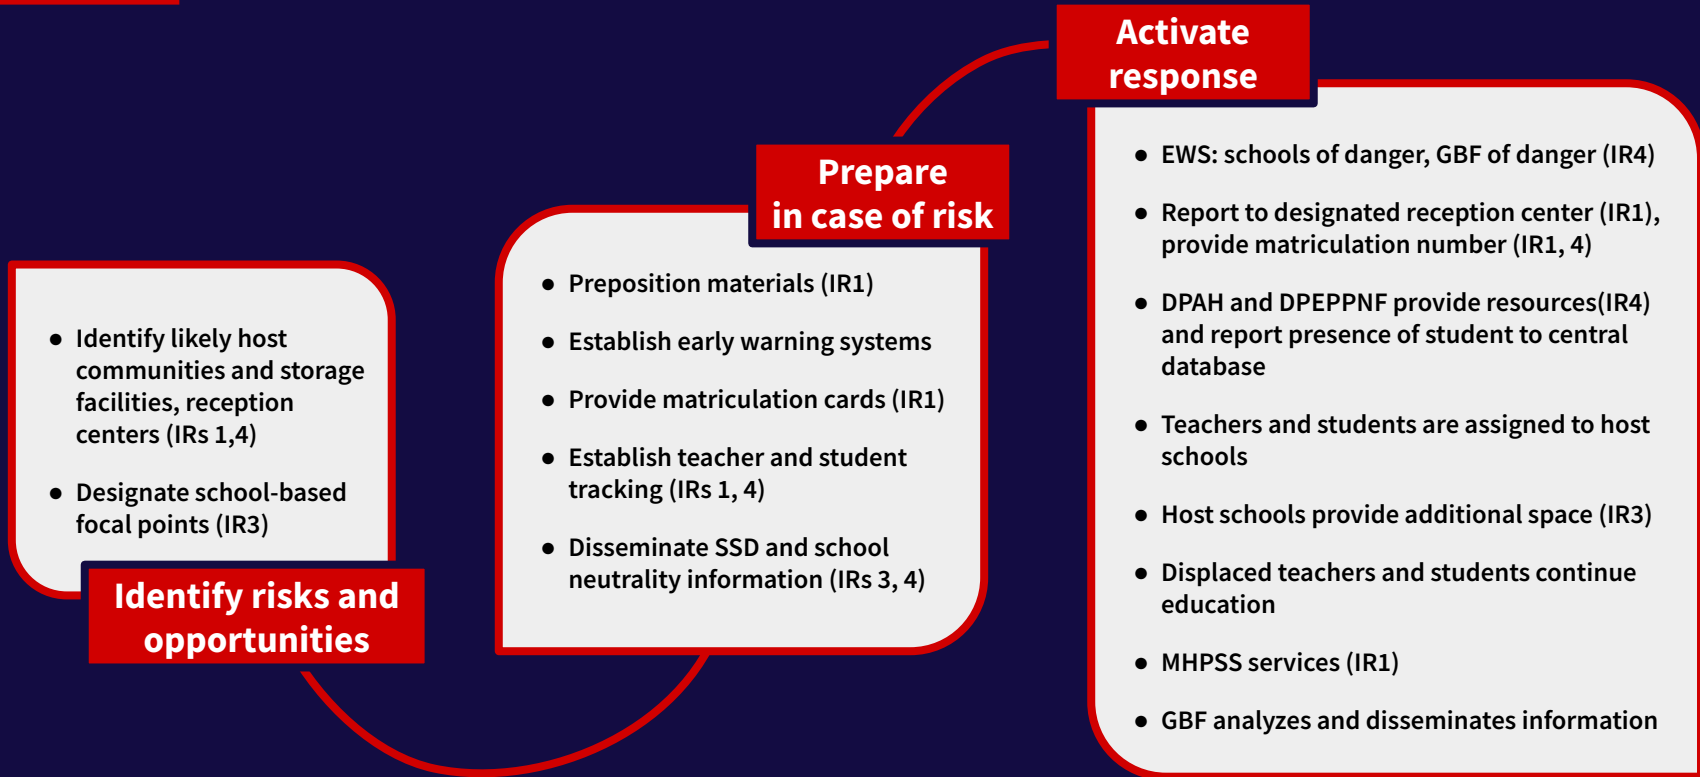 ● Identify likely host
communities and storage
facilities, reception
centers (IRs 1,4)
● Designate school-based
focal points (IR3)
Identify risks and
opportunities
Prepare
in case of risk
● Preposition materials (IR1)
● Establish early warning systems
● Provide matriculation cards (IR1)
● Establish teacher and student
tracking (IRs 1, 4)
● Disseminate SSD and school
neutrality information (IRs 3, 4)
Activate
response
● EWS: schools of danger, GBF of danger (IR4)
● Report to designated reception center (IR1),
provide matriculation number (IR1, 4)
● DPAH and DPEPPNF provide resources(IR4)
and report presence of student to central
database
● Teachers and students are assigned to host
schools
● Host schools provide additional space (IR3)
● Displaced teachers and students continue
education
● MHPSS services (IR1)
● GBF analyzes and disseminates information